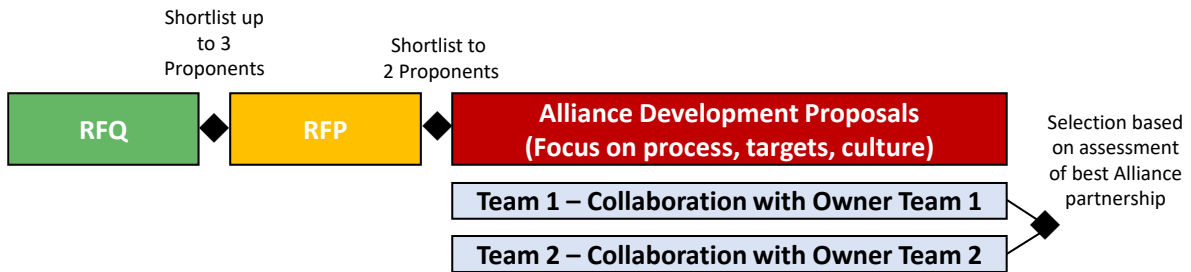 Shortlist up
to 3
Proponents
Shortlist to
2 Proponents
RFQ
RFP
Alliance Development Proposals
(Focus on process, targets, culture)
Selection based
on assessment
of best Alliance
partnership
Team 1 – Collaboration with Owner Team 1
Team 2 – Collaboration with Owner Team 2